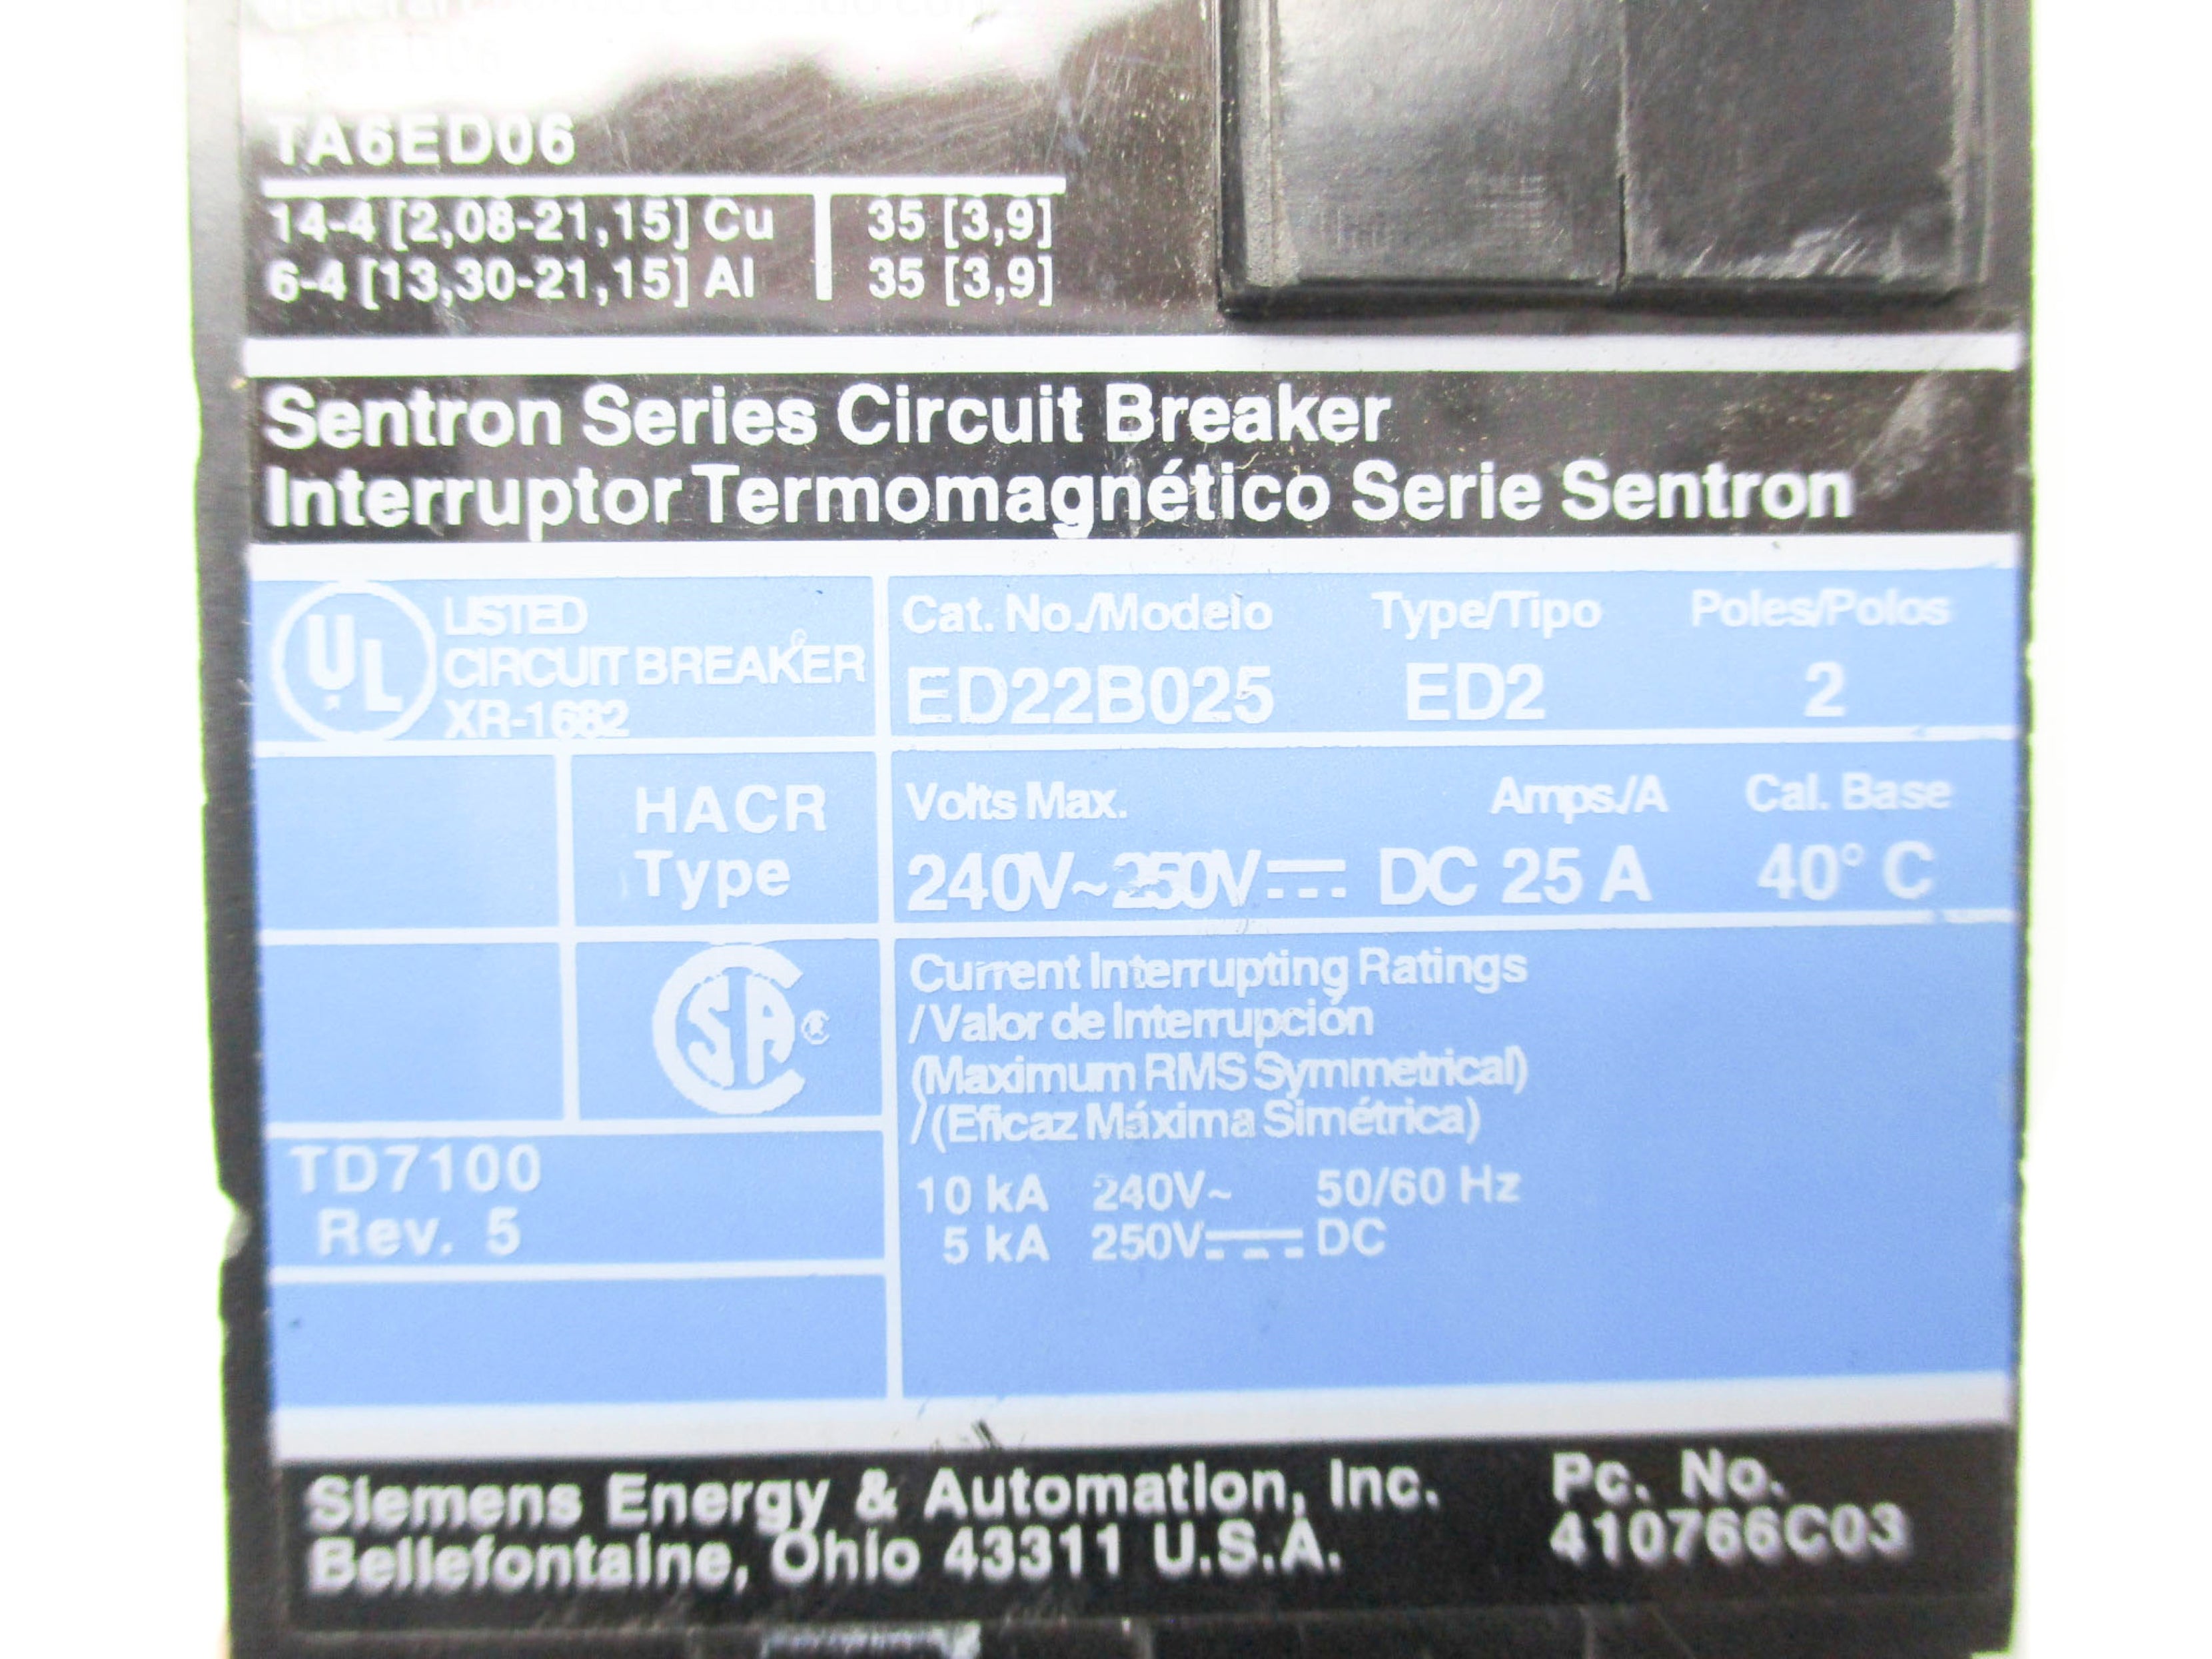 TA6ED06
14-4 [2,08-21,15] Cu 35 [3,9]
6-4 [13,30-21,15] Al 35 [3,9]
Sentron Series Circuit Breaker
Interruptor Termomagnético Serie Sentron
UL LISTED
CIRCUIT BREAKER
XR-1682
Cat. No./Modelo Type/Tipo Poles/Polos
ED22B025 ED2 2
HACR
Type
Volts Max. Amps./A Cal. Base
240V~250V⎓ DC 25 A 40° C
SA ®
Current Interrupting Ratings
/Valor de Interrupción
(Maximum RMS Symmetrical)
/(Eficaz Máxima Simétrica)
10 kA 240V~ 50/60 Hz
5 kA 250V⎓ DC
TD7100
Rev. 5
Siemens Energy & Automation, Inc.
Bellefontaine, Ohio 43311 U.S.A.
Pc. No.
410766C03